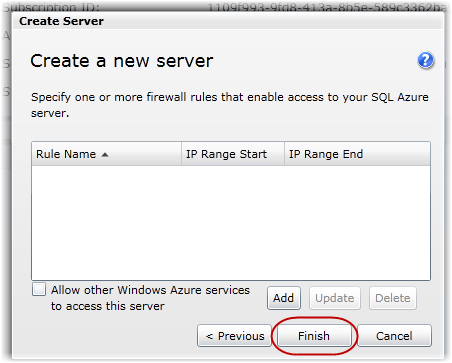 Subscription ID: 1109f993-9fd8-413a-8b5e-589c3362ba
Create Server
Create a new server
Specify one or more firewall rules that enable access to your SQL Azure
server.
Rule Name IP Range Start IP Range End
Allow other Windows Azure services
to access this server
Add Update Delete
< Previous Finish Cancel